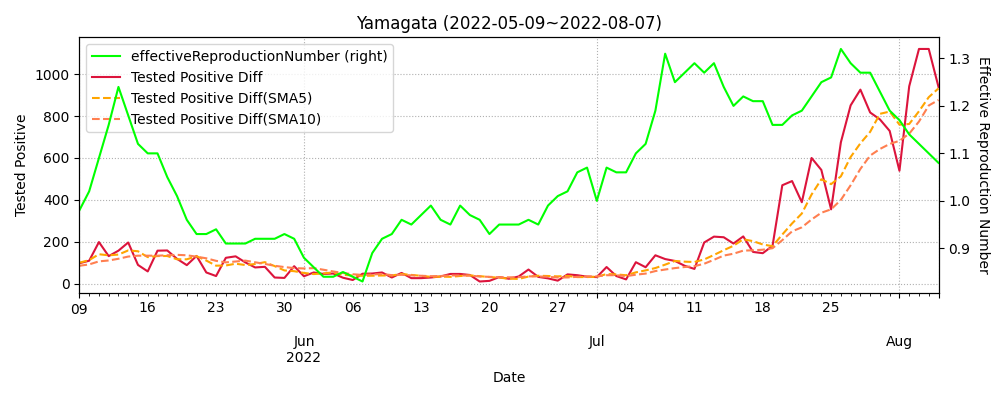 Yamagata (2022-05-09~2022-08-07)
effectiveReproductionNumber (right)
Tested Positive Diff
Tested Positive Diff(SMA5)
Tested Positive Diff(SMA10)
Tested Positive
1000
800
600
400
200
0
Effective Reproduction Number
1.3
1.2
1.1
1.0
0.9
09 16 23 30 06 13 20 27 04 11 18 25
Jun Jul Aug
2022
Date